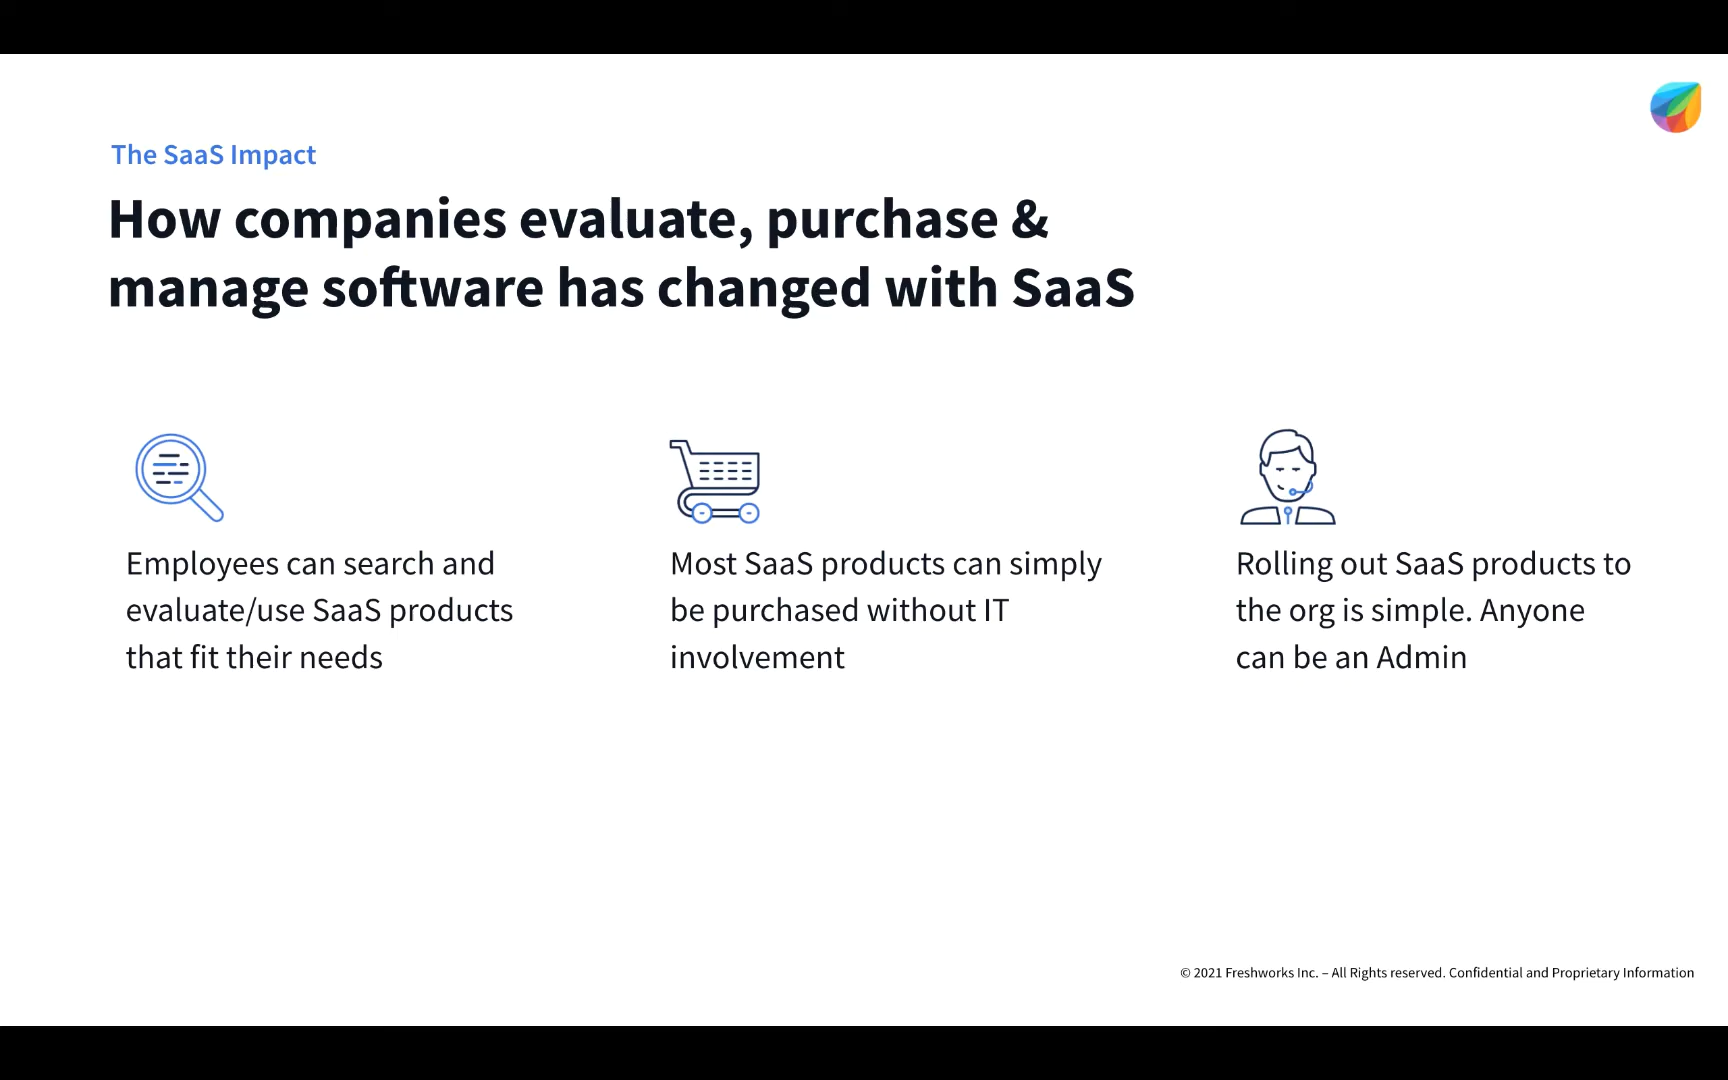 The SaaS Impact
How companies evaluate, purchase &
manage software has changed with SaaS
Employees can search and
evaluate/use SaaS products
that fit their needs
Most SaaS products can simply
be purchased without IT
involvement
Rolling out SaaS products to
the org is simple. Anyone
can be an Admin
© 2021 Freshworks Inc. – All Rights reserved. Confidential and Proprietary Information